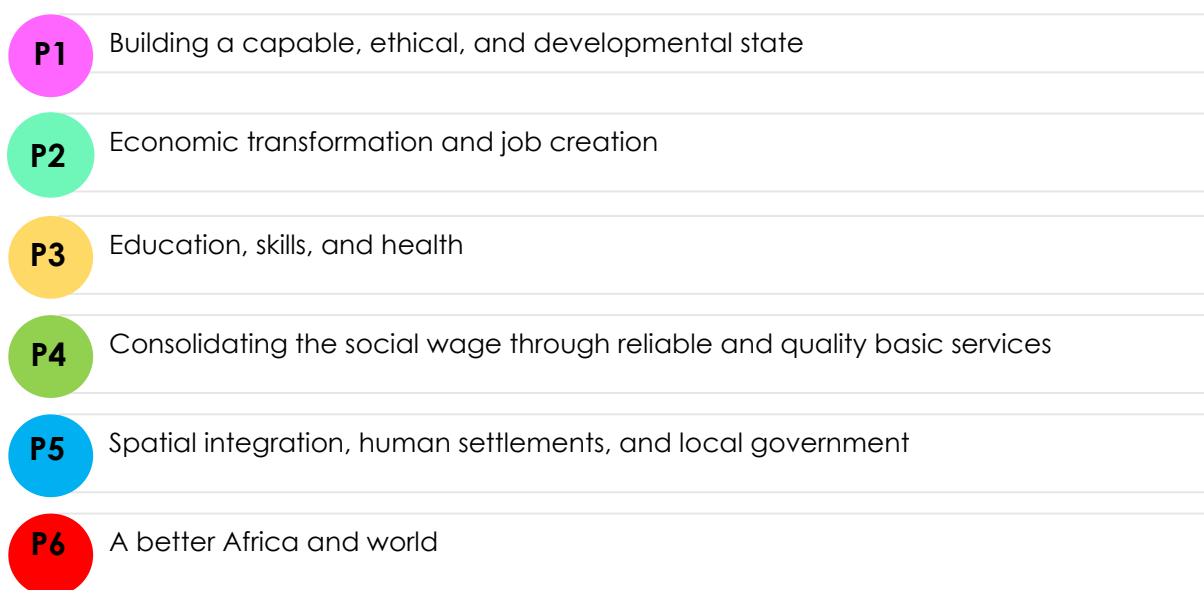 P1 Building a capable, ethical, and developmental state
P2 Economic transformation and job creation
P3 Education, skills, and health
P4 Consolidating the social wage through reliable and quality basic services
P5 Spatial integration, human settlements, and local government
P6 A better Africa and world